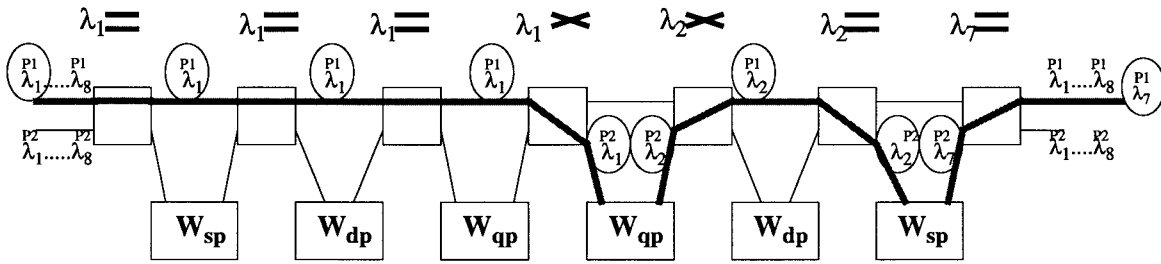 λ1 λ1 λ1 λ1 λ2 λ2 λ7
P1 P1 P1 P1 P1 P1 P1 P1 P1 P1
λ1.....λ8 λ1 λ1 λ1 λ2 λ1.....λ8 λ7
P2 P2 P2 P2 P2 P2 P2 P2
λ1.....λ8 λ1 λ2 λ2 λ7 λ1.....λ8
Wsp Wdp Wqp Wqp Wdp Wsp